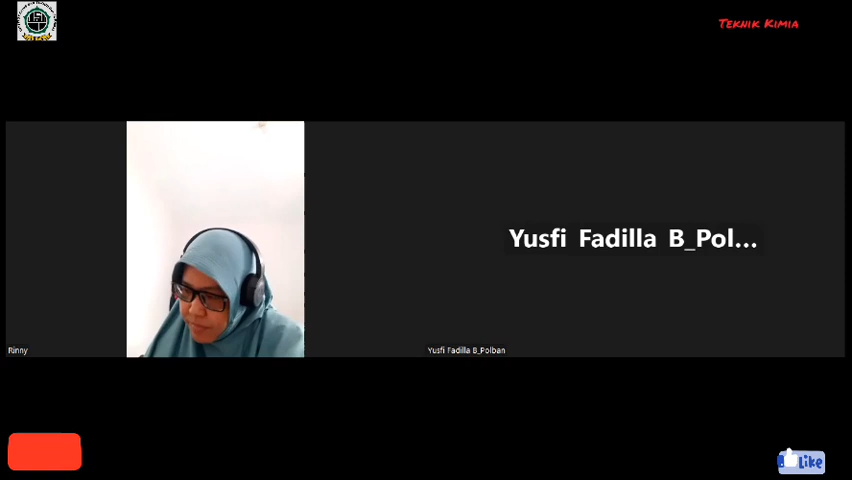 Teknik Kimia
Yusfi Fadilla B_Pol...
Rinny
Yusfi Fadilla B_Polban
Like